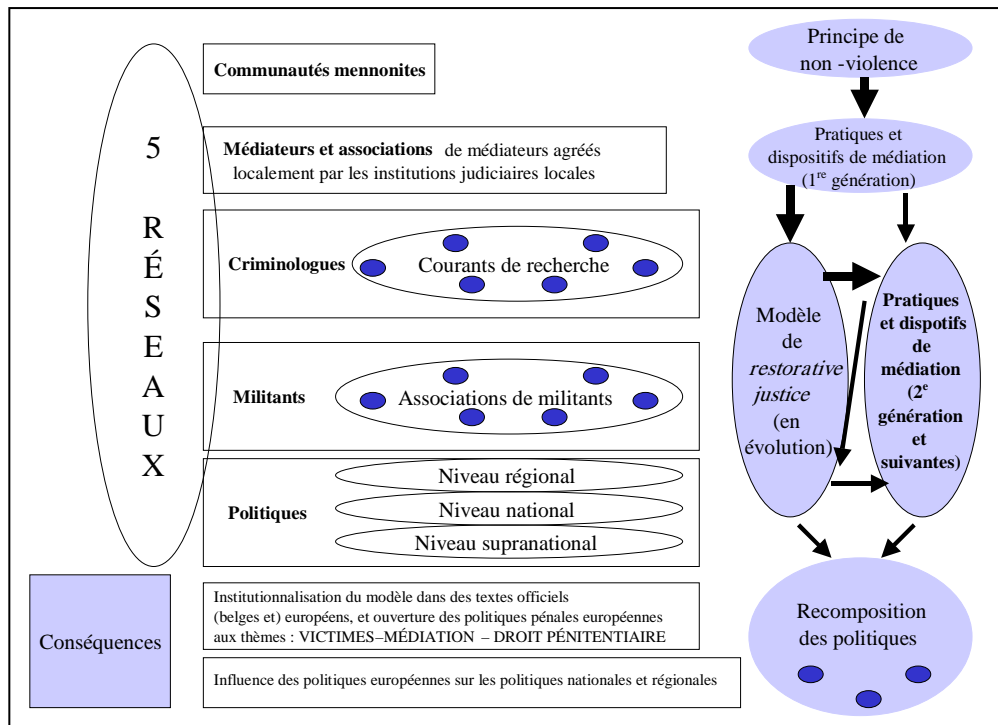 5
R
É
S
E
A
U
X
Communautés mennonites
Médiateurs et associations de médiateurs agréés
localement par les institutions judiciaires locales
Criminologues
Courants de recherche
Militants
Associations de militants
Politiques
Niveau régional
Niveau national
Niveau supranational
Conséquences
Institutionnalisation du modèle dans des textes officiels
(belges et) européns, et ouverture des politiques pénales européennes
aux thèmes : VICTIMES–MÉDIATION – DROIT PÉNITENTIAIRE
Influence des politiques européennes sur les politiques nationales et régionales
Principe de
non -violence
Pratiques et
dispositifs de médiation
(1re génération)
Modèle
de
restorative
justice
(en
évolution)
Pratiques
et dispotifs
de
médiation
(2e
génération
et
suivantes)
Recomposition
des politiques